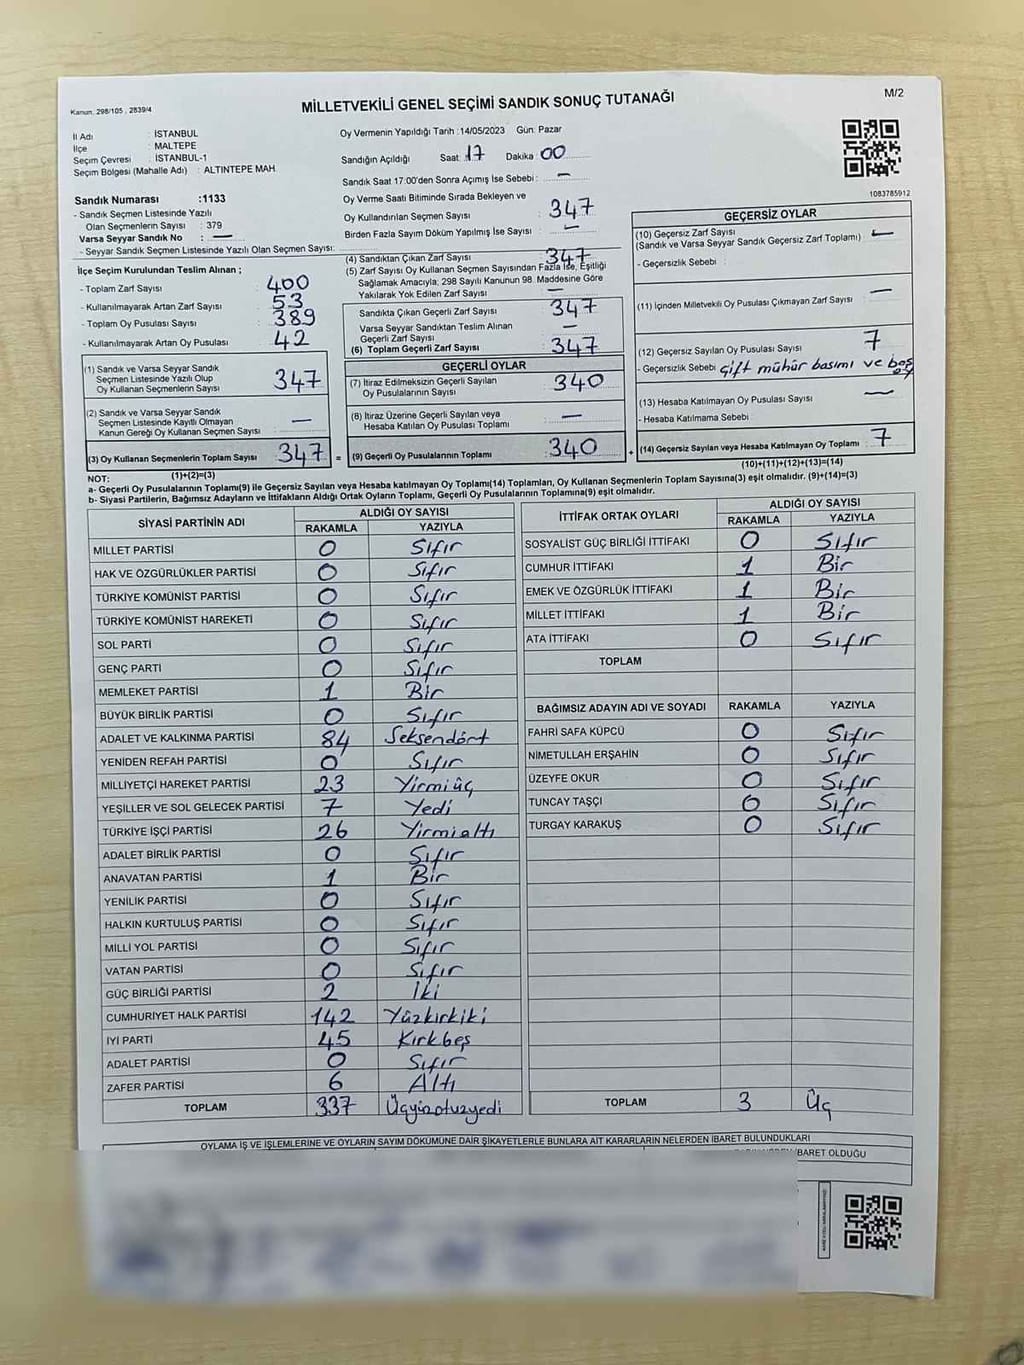 Kanun, 298/105 , 2839/4
MİLLETVEKİLİ GENEL SEÇİMİ SANDIK SONUÇ TUTANAĞI
M/2
İl Adı : İSTANBUL
İlçe : MALTEPE
Seçim Çevresi : İSTANBUL-1
Seçim Bölgesi (Mahalle Adı) : ALTINTEPE MAH.
Oy Vermenin Yapıldığı Tarih :14/05/2023 Gün: Pazar
Sandığın Açıldığı Saat: 17 Dakika: 00
Sandık Saat 17:00'den Sonra Açımış İse Sebebi : —
1083785912
Sandık Numarası :1133
- Sandık Seçmen Listesinde Yazılı
Olan Seçmenlerin Sayısı : 379
Varsa Seyyar Sandık No : —
- Seyyar Sandık Seçmen Listesinde Yazılı Olan Seçmen Sayısı:
Oy Verme Saati Bitiminde Sırada Bekleyen ve
Oy Kullandırılan Seçmen Sayısı : 347
Birden Fazla Sayım Döküm Yapılmış İse Sayısı : —
İlçe Seçim Kurulundan Teslim Alınan ;
- Toplam Zarf Sayısı : 400
- Kullanılmayarak Artan Zarf Sayısı : 53
- Toplam Oy Pusulası Sayısı : 389
- Kullanılmayarak Artan Oy Pusulası : 42
(4) Sandıktan Çıkan Zarf Sayısı : 347
(5) Zarf Sayısı Oy Kullanan Seçmen Sayısından Fazla İse, Eşitliği
Sağlamak Amacıyla; 298 Sayılı Kanunun 98. Maddesine Göre
Yakılarak Yok Edilen Zarf Sayısı : —
Sandıkta Çıkan Geçerli Zarf Sayısı : 347
Varsa Seyyar Sandıktan Teslim Alınan
Geçerli Zarf Sayısı : —
(6) Toplam Geçerli Zarf Sayısı : 347
GEÇERSİZ OYLAR
(10) Geçersiz Zarf Sayısı : —
(Sandık ve Varsa Seyyar Sandık Geçersiz Zarf Toplamı)
- Geçersizlik Sebebi :
(11) İçinden Milletvekili Oy Pusulası Çıkmayan Zarf Sayısı : —
(12) Geçersiz Sayılan Oy Pusulası Sayısı : 7
- Geçersizlik Sebebi : Çift mühür basımı ve boş oy
(13) Hesaba Katılmayan Oy Pusulası Sayısı : —
- Hesaba Katılmama Sebebi :
(14) Geçersiz Sayılan veya Hesaba Katılmayan Oy Toplamı : 7
(10)+(11)+(12)+(13)=(14)
(1) Sandık ve Varsa Seyyar Sandık
Seçmen Listesinde Yazılı Olup
Oy Kullanan Seçmenlerin Sayısı : 347
(2) Sandık ve Varsa Seyyar Sandık
Seçmen Listesinde Kayıtlı Olmayan
Kanun Gereği Oy Kullanan Seçmen Sayısı : —
(3) Oy Kullanan Seçmenlerin Toplam Sayısı : 347 =
(1)+(2)=(3)
GEÇERLİ OYLAR
(7) İtiraz Edilmeksizin Geçerli Sayılan
Oy Pusulalarının Sayısı : 340
(8) İtiraz Üzerine Geçerli Sayılan veya
Hesaba Katılan Oy Pusulası Toplamı : —
(9) Geçerli Oy Pusulalarının Toplamı : 340 +
NOT:
a- Geçerli Oy Pusulalarının Toplamı(9) ile Geçersiz Sayılan veya Hesaba katılmayan Oy Toplamı(14) Toplamları, Oy Kullanan Seçmenlerin Toplam Sayısına(3) eşit olmalıdır. (9)+(14)=(3)
b- Siyasi Partilerin, Bağımsız Adayların ve İttifakların Aldığı Ortak Oyların Toplamı, Geçerli Oy Pusulalarının Toplamına(9) eşit olmalıdır.
SİYASİ PARTİNİN ADI ALDIĞI OY SAYISI
RAKAMLA YAZIYLA
MİLLET PARTİSİ 0 Sıfır
HAK VE ÖZGÜRLÜKLER PARTİSİ 0 Sıfır
TÜRKİYE KOMÜNİST PARTİSİ 0 Sıfır
TÜRKİYE KOMÜNİST HAREKETİ 0 Sıfır
SOL PARTİ 0 Sıfır
GENÇ PARTİ 0 Sıfır
MEMLEKET PARTİSİ 1 Bir
BÜYÜK BİRLİK PARTİSİ 0 Sıfır
ADALET VE KALKINMA PARTİSİ 84 Seksendört
YENİDEN REFAH PARTİSİ 0 Sıfır
MİLLİYETÇİ HAREKET PARTİSİ 23 Yirmiüç
YEŞİLLER VE SOL GELECEK PARTİSİ 7 Yedi
TÜRKİYE İŞÇİ PARTİSİ 26 Yirmialtı
ADALET BİRLİK PARTİSİ 0 Sıfır
ANAVATAN PARTİSİ 1 Bir
YENİLİK PARTİSİ 0 Sıfır
HALKIN KURTULUŞ PARTİSİ 0 Sıfır
MİLLİ YOL PARTİSİ 0 Sıfır
VATAN PARTİSİ 0 Sıfır
GÜÇ BİRLİĞİ PARTİSİ 2 İki
CUMHURİYET HALK PARTİSİ 142 Yüzkırkiki
İYİ PARTİ 45 Kırkbeş
ADALET PARTİSİ 0 Sıfır
ZAFER PARTİSİ 6 Altı
TOPLAM 337 Üçyüzotuzyedi
İTTİFAK ORTAK OYLARI ALDIĞI OY SAYISI
RAKAMLA YAZIYLA
SOSYALİST GÜÇ BİRLİĞİ İTTİFAKI 0 Sıfır
CUMHUR İTTİFAKI 1 Bir
EMEK VE ÖZGÜRLÜK İTTİFAKI 1 Bir
MİLLET İTTİFAKI 1 Bir
ATA İTTİFAKI 0 Sıfır
TOPLAM
BAĞIMSIZ ADAYIN ADI VE SOYADI RAKAMLA YAZIYLA
FAHRİ SAFA KÜPCÜ 0 Sıfır
NİMETULLAH ERŞAHİN 0 Sıfır
ÜZEYFE OKUR 0 Sıfır
TUNCAY TAŞÇI 0 Sıfır
TURGAY KARAKUŞ 0 Sıfır
TOPLAM 3 Üç
OYLAMA İŞ VE İŞLEMLERİNE VE OYLARIN SAYIM DÖKÜMÜNE DAİR ŞİKAYETLERLE BUNLARA AİT KARARLARIN NELERDEN İBARET BULUNDUKLARI
İBARET OLDUĞU